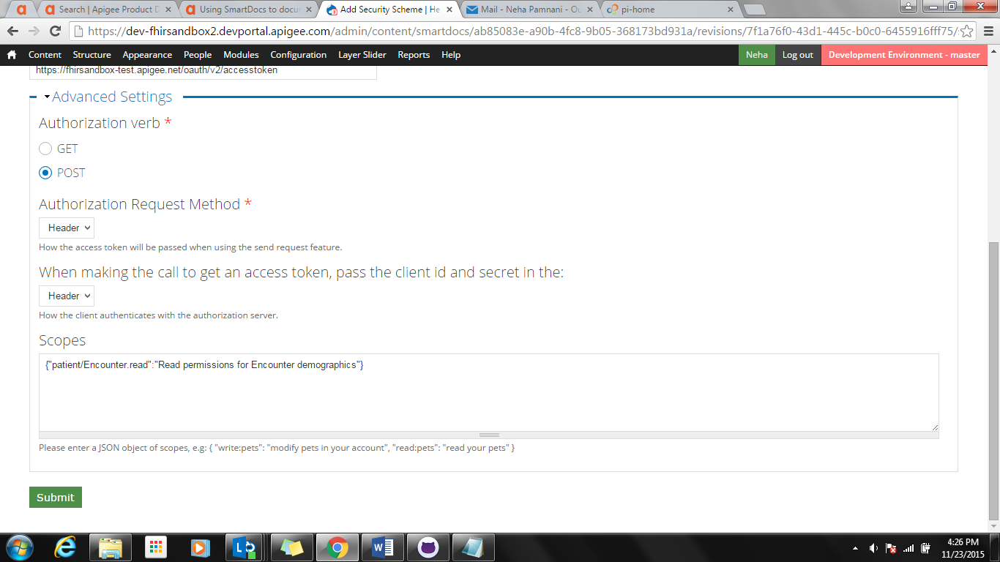 Search | Apigee Product D
Using SmartDocs to docu
Add Security Scheme | He
Mail - Neha Pamnani - Ou
pi-home
https://dev-fhirsandbox2.devportal.apigee.com/admin/content/smartdocs/ab85083e-a90b-4fc8-9b05-368173bd931a/revisions/7f1a76f0-43d1-445c-b0c0-6455916fff75/
Content Structure Appearance People Modules Configuration Layer Slider Reports Help Neha Log out Development Environment - master
https://fhirsandbox-test.apigee.net/oauth/v2/accesstoken
Advanced Settings
Authorization verb *
GET
POST
Authorization Request Method *
Header
How the access token will be passed when using the send request feature.
When making the call to get an access token, pass the client id and secret in the:
Header
How the client authenticates with the authorization server.
Scopes
{"patient/Encounter.read":"Read permissions for Encounter demographics"}
Please enter a JSON object of scopes, e.g: { "write:pets": "modify pets in your account", "read:pets": "read your pets" }
Submit
4:26 PM
11/23/2015